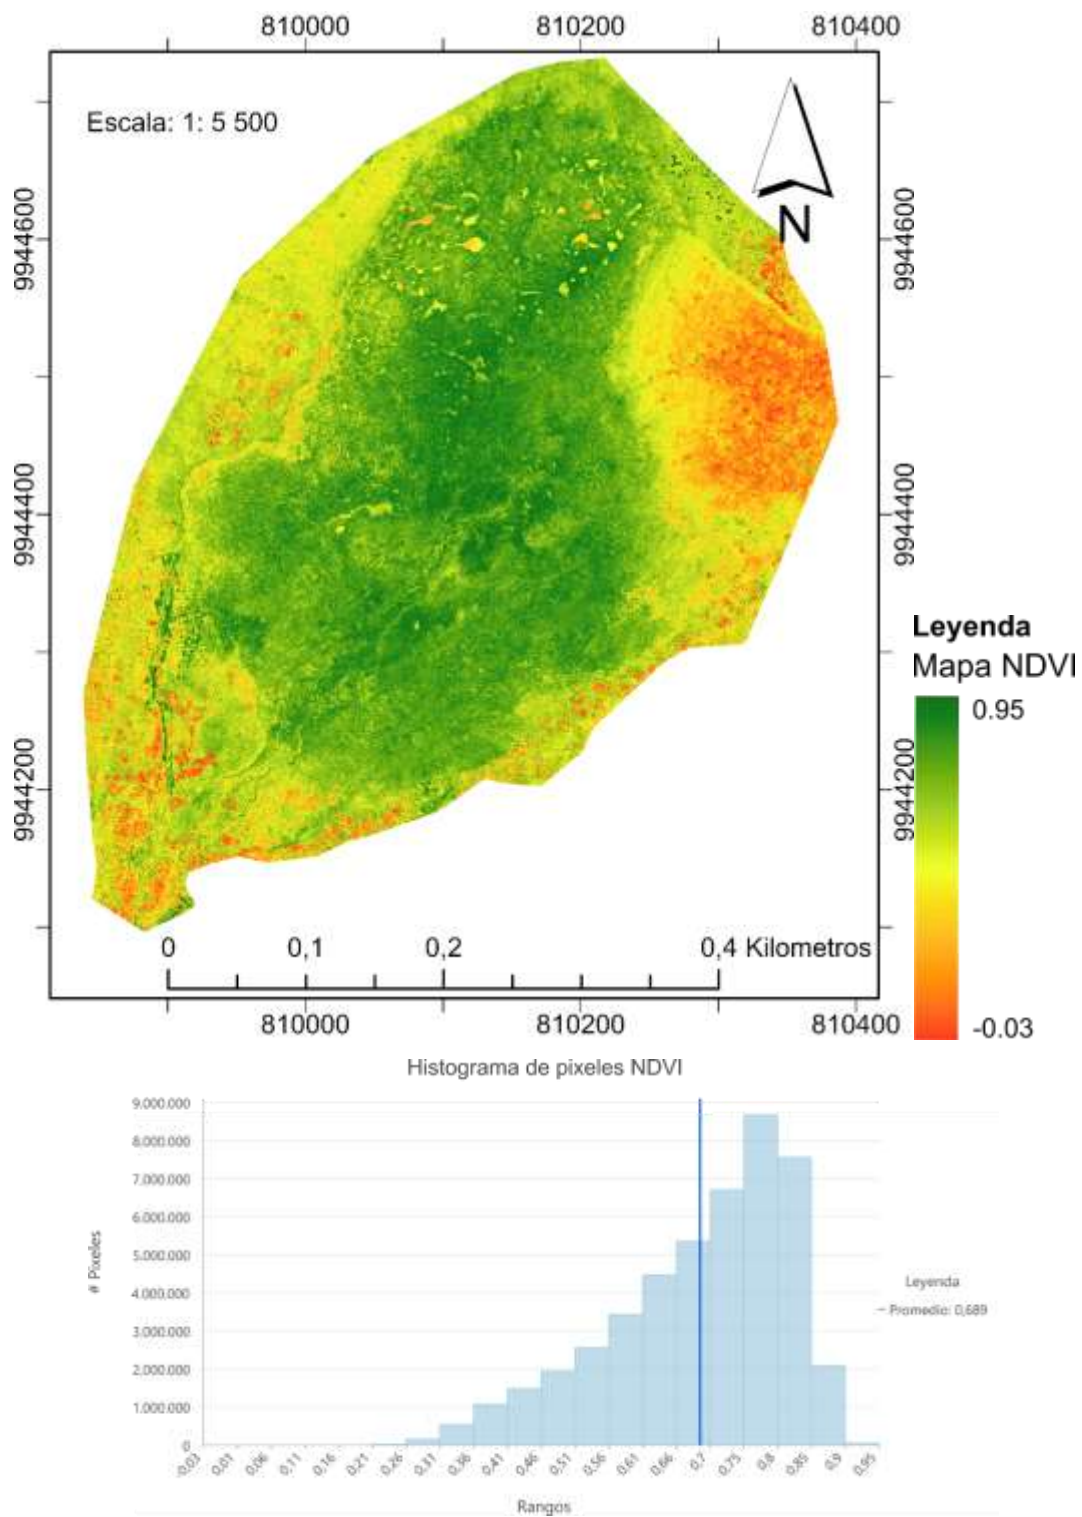 810000 810200 810400
Escala: 1: 5 500
N
9944600 9944600
9944400 9944400
9944200 9944200
Leyenda
Mapa NDVI
0.95
-0.03
0 0,1 0,2 0,4 Kilometros
810000 810200 810400
Histograma de pixeles NDVI
9.000.000
8.000.000
7.000.000
6.000.000
5.000.000
4.000.000
3.000.000
2.000.000
1.000.000
0
# Pixeles
Leyenda
Promedio: 0,689
-0,03 0,01 0,06 0,11 0,16 0,21 0,26 0,31 0,36 0,41 0,46 0,51 0,56 0,61 0,66 0,7 0,75 0,8 0,85 0,9 0,95
Rangos